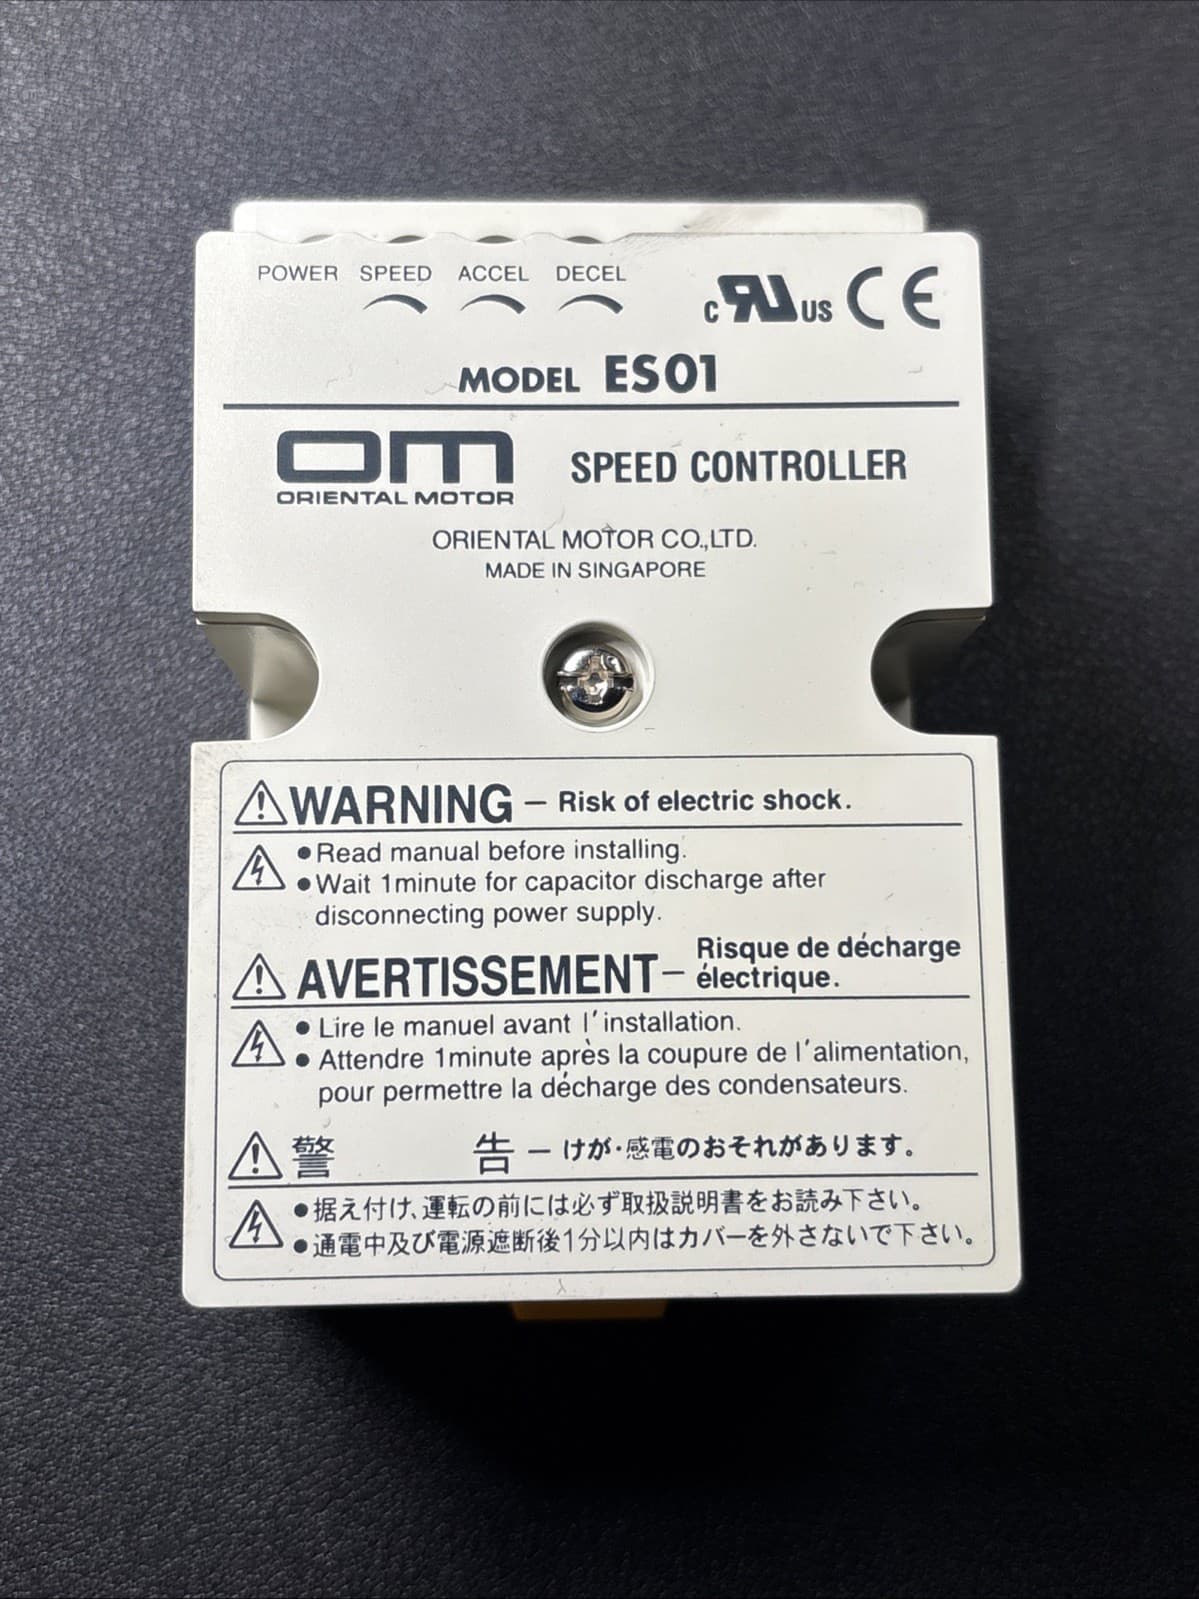 POWER SPEED ACCEL DECEL
c RU US CE
MODEL ES01
OM
ORIENTAL MOTOR
SPEED CONTROLLER
ORIENTAL MOTOR CO.,LTD.
MADE IN SINGAPORE
WARNING – Risk of electric shock.
●Read manual before installing.
●Wait 1minute for capacitor discharge after
disconnecting power supply.
AVERTISSEMENT– Risque de décharge
électrique.
● Lire le manuel avant l'installation.
● Attendre 1minute après la coupure de l'alimentation,
pour permettre la décharge des condensateurs.
警 告 – けが・感電のおそれがあります。
●据え付け、運転の前には必ず取扱説明書をお読み下さい。
●通電中及び電源遮断後1分以内はカバーを外さないで下さい。